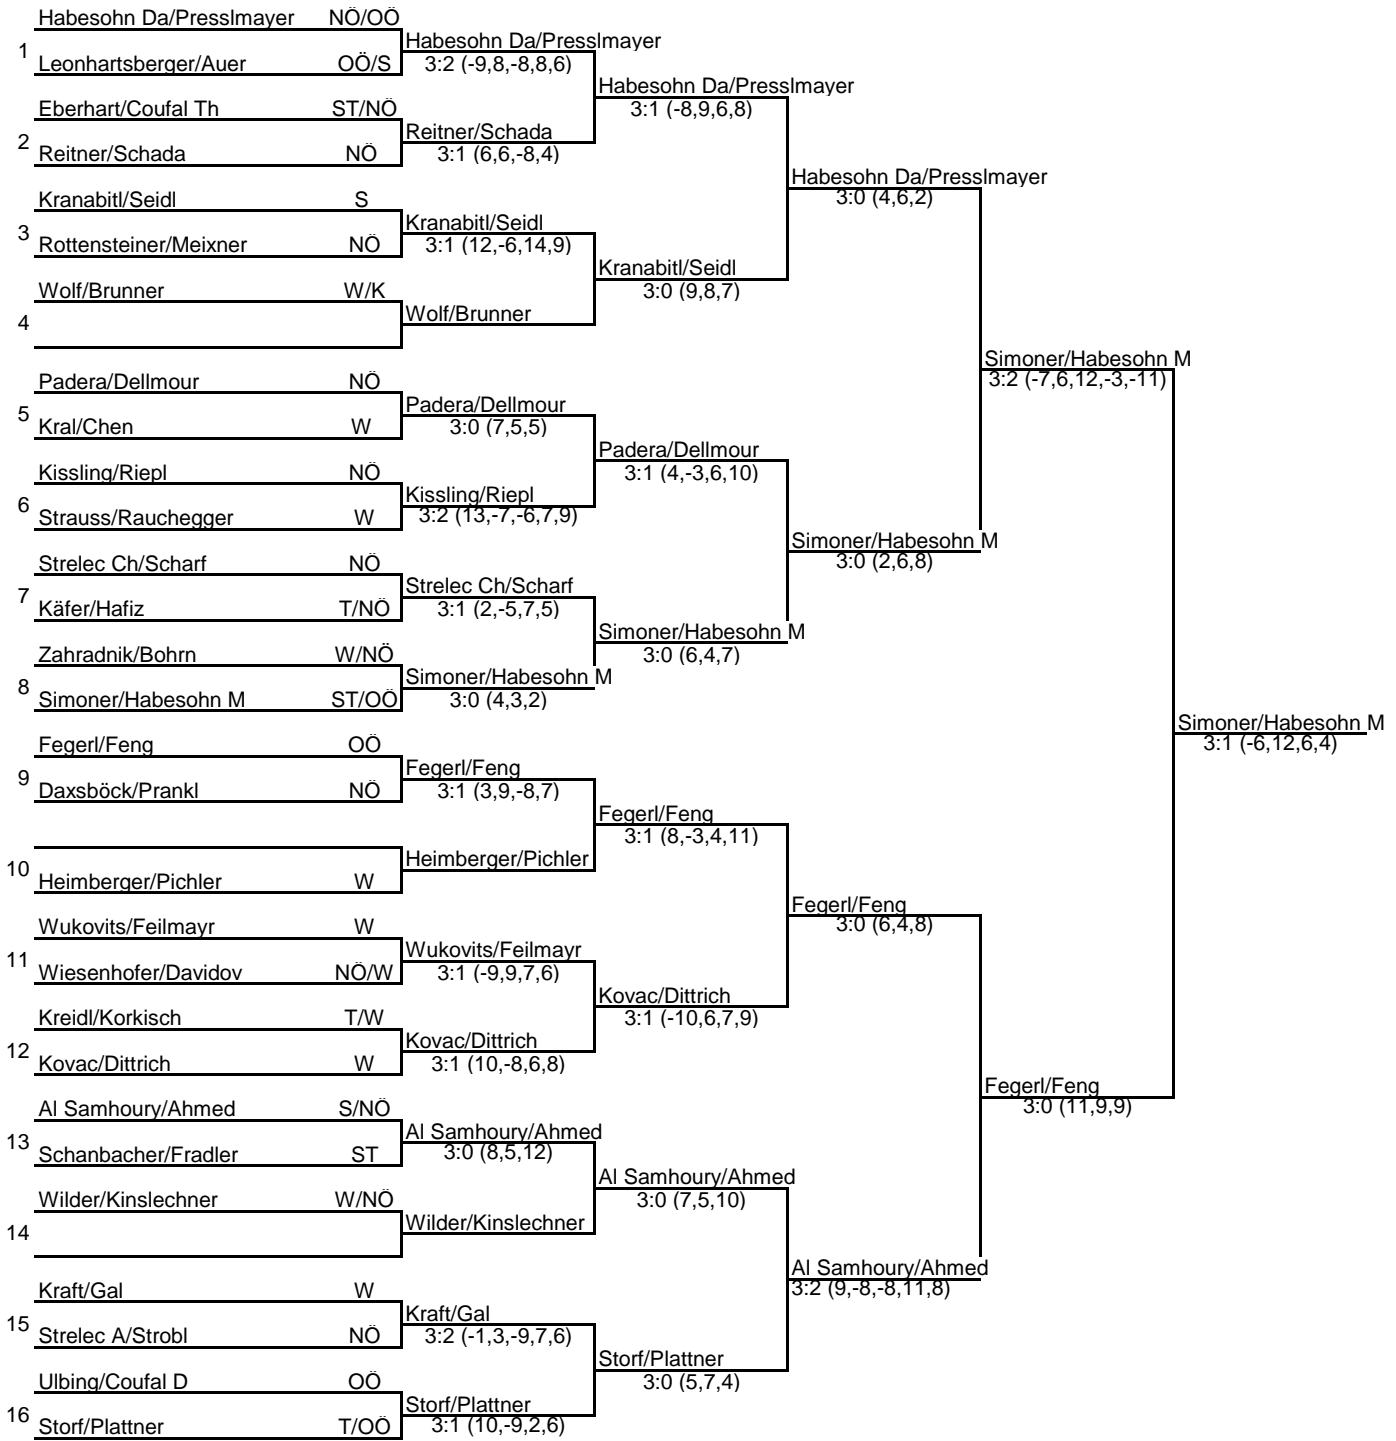 Habesohn Da/Presslmayer NÖ/OÖ
1
Leonhartsberger/Auer OÖ/S
Habesohn Da/Presslmayer
3:2 (-9,8,-8,8,6)
Eberhart/Coufal Th ST/NÖ
2
Reitner/Schada NÖ
Reitner/Schada
3:1 (6,6,-8,4)
Habesohn Da/Presslmayer
3:1 (-8,9,6,8)
Kranabitl/Seidl S
3
Rottensteiner/Meixner NÖ
Kranabitl/Seidl
3:1 (12,-6,14,9)
Wolf/Brunner W/K
4
Wolf/Brunner
Kranabitl/Seidl
3:0 (9,8,7)
Habesohn Da/Presslmayer
3:0 (4,6,2)
Padera/Dellmour NÖ
5
Kral/Chen W
Padera/Dellmour
3:0 (7,5,5)
Kissling/Riepl NÖ
6
Strauss/Rauchegger W
Kissling/Riepl
3:2 (13,-7,-6,7,9)
Padera/Dellmour
3:1 (4,-3,6,10)
Strelec Ch/Scharf NÖ
7
Käfer/Hafiz T/NÖ
Strelec Ch/Scharf
3:1 (2,-5,7,5)
Zahradnik/Bohrn W/NÖ
8
Simoner/Habesohn M ST/OÖ
Simoner/Habesohn M
3:0 (4,3,2)
Simoner/Habesohn M
3:0 (6,4,7)
Simoner/Habesohn M
3:0 (2,6,8)
Simoner/Habesohn M
3:2 (-7,6,12,-3,-11)
Fegerl/Feng OÖ
9
Daxsböck/Prankl NÖ
Fegerl/Feng
3:1 (3,9,-8,7)
10
Heimberger/Pichler W
Heimberger/Pichler
Fegerl/Feng
3:1 (8,-3,4,11)
Wukovits/Feilmayr W
11
Wiesenhofer/Davidov NÖ/W
Wukovits/Feilmayr
3:1 (-9,9,7,6)
Kreidl/Korkisch T/W
12
Kovac/Dittrich W
Kovac/Dittrich
3:1 (10,-8,6,8)
Kovac/Dittrich
3:1 (-10,6,7,9)
Fegerl/Feng
3:0 (6,4,8)
Al Samhoury/Ahmed S/NÖ
13
Schanbacher/Fradler ST
Al Samhoury/Ahmed
3:0 (8,5,12)
Wilder/Kinslechner W/NÖ
14
Wilder/Kinslechner
Al Samhoury/Ahmed
3:0 (7,5,10)
Kraft/Gal W
15
Strelec A/Strobl NÖ
Kraft/Gal
3:2 (-1,3,-9,7,6)
Ulbing/Coufal D OÖ
16
Storf/Plattner T/OÖ
Storf/Plattner
3:1 (10,-9,2,6)
Storf/Plattner
3:0 (5,7,4)
Al Samhoury/Ahmed
3:2 (9,-8,-8,11,8)
Fegerl/Feng
3:0 (11,9,9)
Simoner/Habesohn M
3:1 (-6,12,6,4)